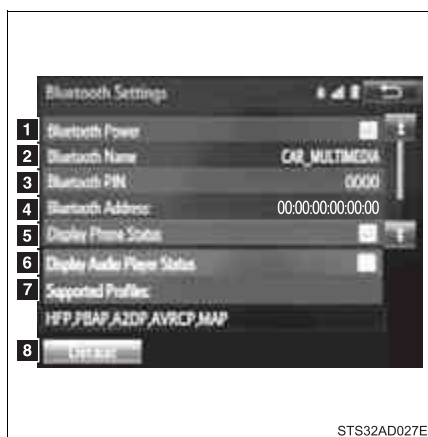 Bluetooth Settings
1 Bluetooth Power
2 Bluetooth Name CAR_MULTIMEDIA
3 Bluetooth PIN 0000
4 Bluetooth Address 00:00:00:00:00:00
5 Display Phone Status
6 Display Audio Player Status
7 Supported Profiles:
HFP,PBAP,A2DP,AVRCP,MAP
8 Default
STS32AD027E